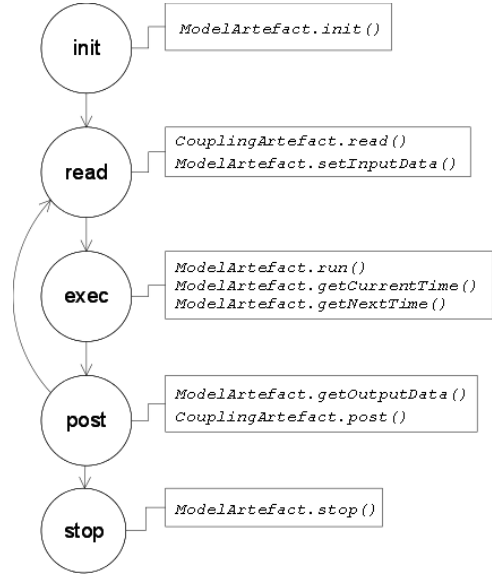 init
ModelArtefact.init()
read
CouplingArtefact.read()
ModelArtefact.setInputData()
exec
ModelArtefact.run()
ModelArtefact.getCurrentTime()
ModelArtefact.getNextTime()
post
ModelArtefact.getOutputData()
CouplingArtefact.post()
stop
ModelArtefact.stop()